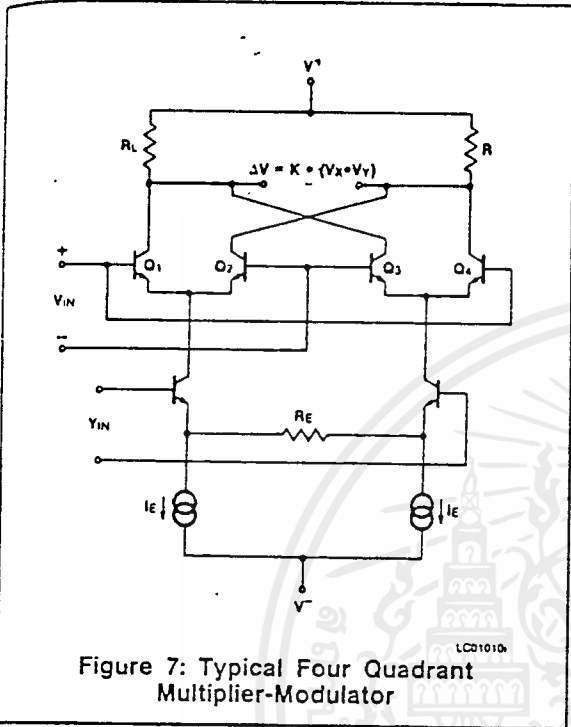 V+
RL
R
ΔV = K • (VX•VY)
+
-
Q1
Q2
Q3
Q4
VIN
–
YIN
RE
IE
IE
V–
LC01010s
Figure 7: Typical Four Quadrant
Multiplier-Modulator